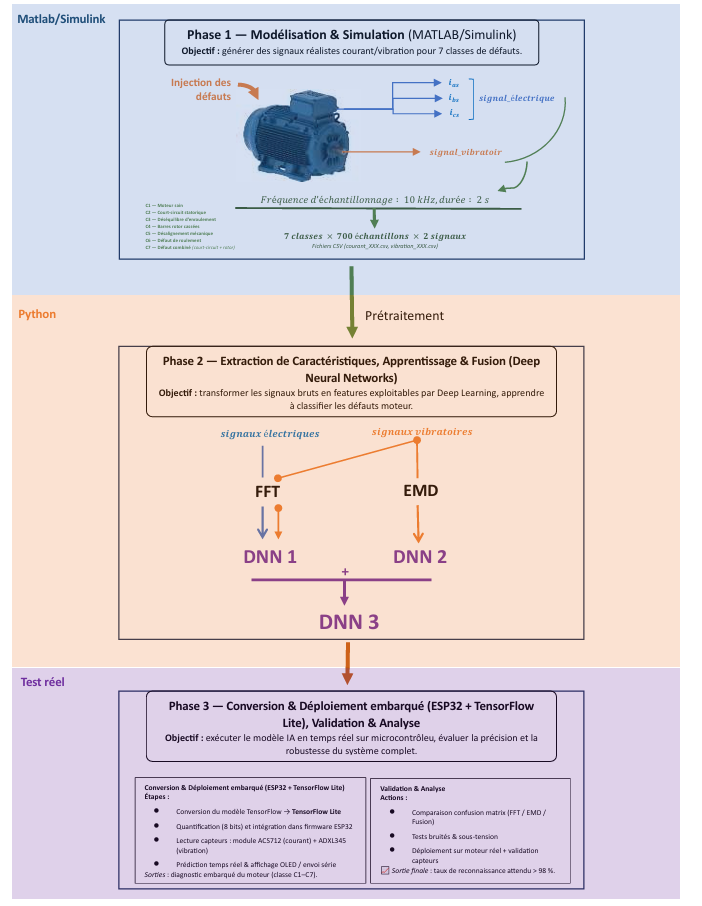 Matlab/Simulink
Phase 1 — Modélisation & Simulation (MATLAB/Simulink)
Objectif : générer des signaux réalistes courant/vibration pour 7 classes de défauts.
Injection des
défauts
i_as
i_bs
i_cs
signal_électrique
signal_vibratoir
Fréquence d'échantillonnage : 10 kHz, durée : 2 s
C1 — Moteur sain
C2 — Court-circuit statorique
C3 — Déséquilibre d'enroulement
C4 — Barres rotor cassées
C5 — Désalignement mécanique
C6 — Défaut de roulement
C7 — Défaut combiné (court-circuit + rotor)
7 classes × 700 échantillons × 2 signaux
Fichiers CSV (courant_XXX.csv, vibration_XXX.csv)
Python
Prétraitement
Phase 2 — Extraction de Caractéristiques, Apprentissage & Fusion (Deep
Neural Networks)
Objectif : transformer les signaux bruts en features exploitables par Deep Learning, apprendre
à classifier les défauts moteur.
signaux électriques
signaux vibratoires
FFT
EMD
DNN 1
DNN 2
+
DNN 3
Test réel
Phase 3 — Conversion & Déploiement embarqué (ESP32 + TensorFlow
Lite), Validation & Analyse
Objectif : exécuter le modèle IA en temps réel sur microcontrôleu, évaluer la précision et la
robustesse du système complet.
Conversion & Déploiement embarqué (ESP32 + TensorFlow Lite)
Étapes :
● Conversion du modèle TensorFlow → TensorFlow Lite
● Quantification (8 bits) et intégration dans firmware ESP32
● Lecture capteurs : module ACS712 (courant) + ADXL345
(vibration)
● Prédiction temps réel & affichage OLED / envoi série
Sorties : diagnostic embarqué du moteur (classe C1–C7).
Validation & Analyse
Actions :
● Comparaison confusion matrix (FFT / EMD /
Fusion)
● Tests bruités & sous-tension
● Déploiement sur moteur réel + validation
capteurs
Sortie finale : taux de reconnaissance attendu > 98 %.